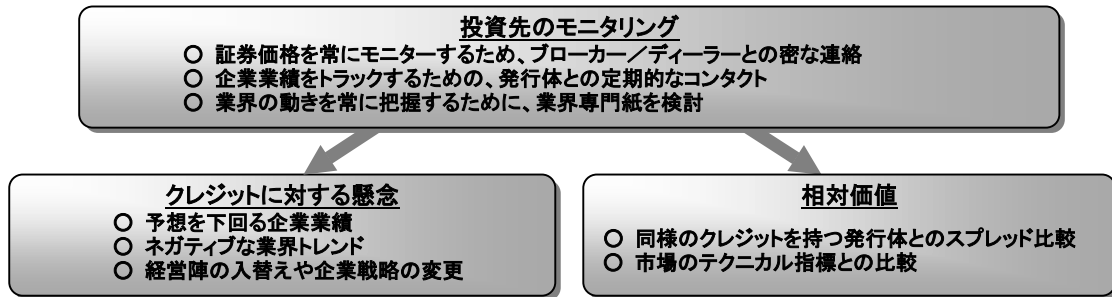 投資先のモニタリング
○ 証券価格を常にモニターするため、ブローカー／ディーラーとの密な連絡
○ 企業業績をトラックするための、発行体との定期的なコンタクト
○ 業界の動きを常に把握するために、業界専門紙を検討
クレジットに対する懸念
○ 予想を下回る企業業績
○ ネガティブな業界トレンド
○ 経営陣の入替えや企業戦略の変更
相対価値
○ 同様のクレジットを持つ発行体とのスプレッド比較
○ 市場のテクニカル指標との比較